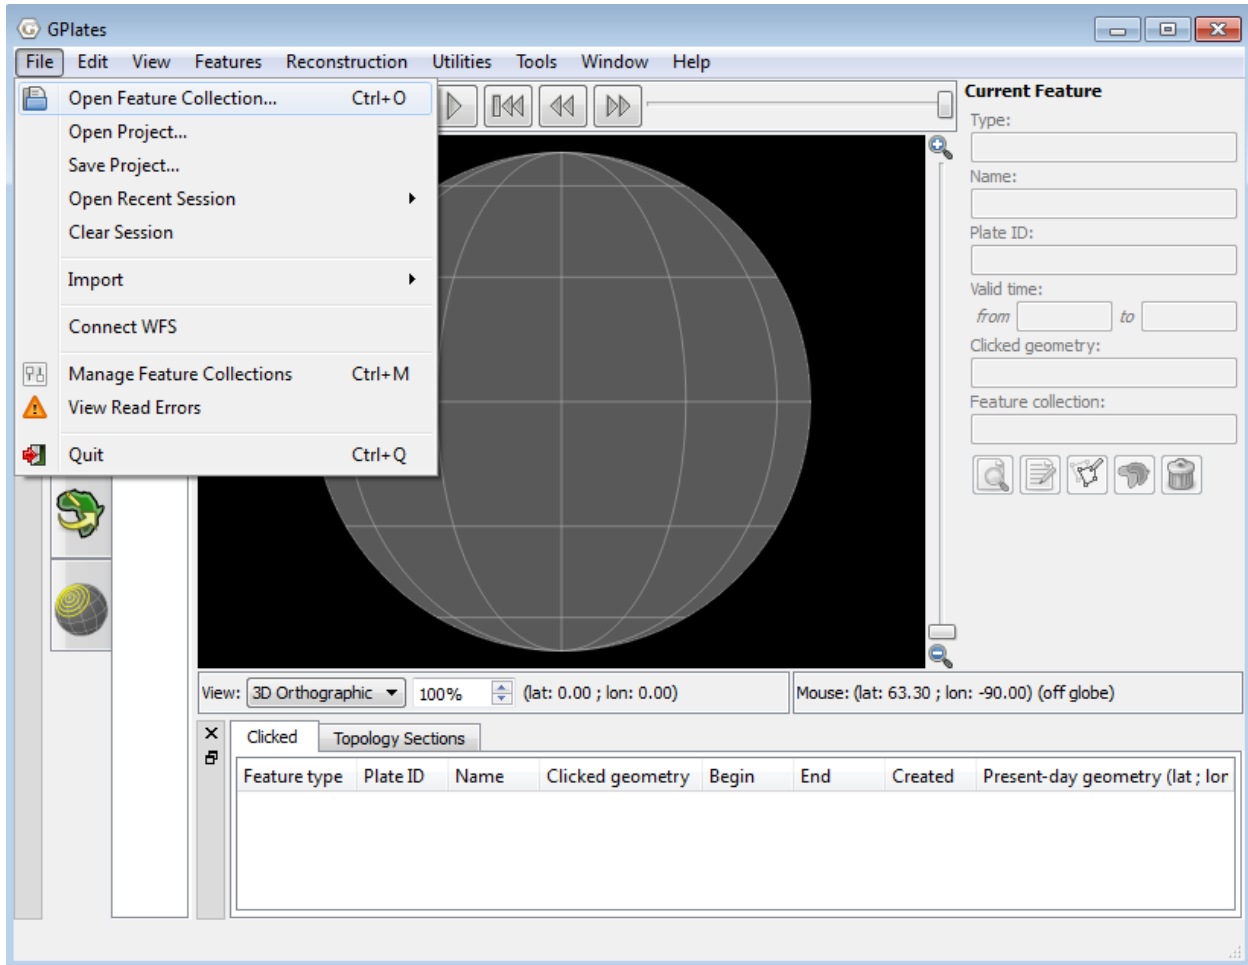 GPlates
File Edit View Features Reconstruction Utilities Tools Window Help
Open Feature Collection... Ctrl+O
Open Project...
Save Project...
Open Recent Session
Clear Session
Import
Connect WFS
Manage Feature Collections Ctrl+M
View Read Errors
Quit Ctrl+Q
Current Feature
Type:
Name:
Plate ID:
Valid time:
from to
Clicked geometry:
Feature collection:
View: 3D Orthographic 100% (lat: 0.00 ; lon: 0.00) Mouse: (lat: 63.30 ; lon: -90.00) (off globe)
Clicked Topology Sections
Feature type Plate ID Name Clicked geometry Begin End Created Present-day geometry (lat ; lor